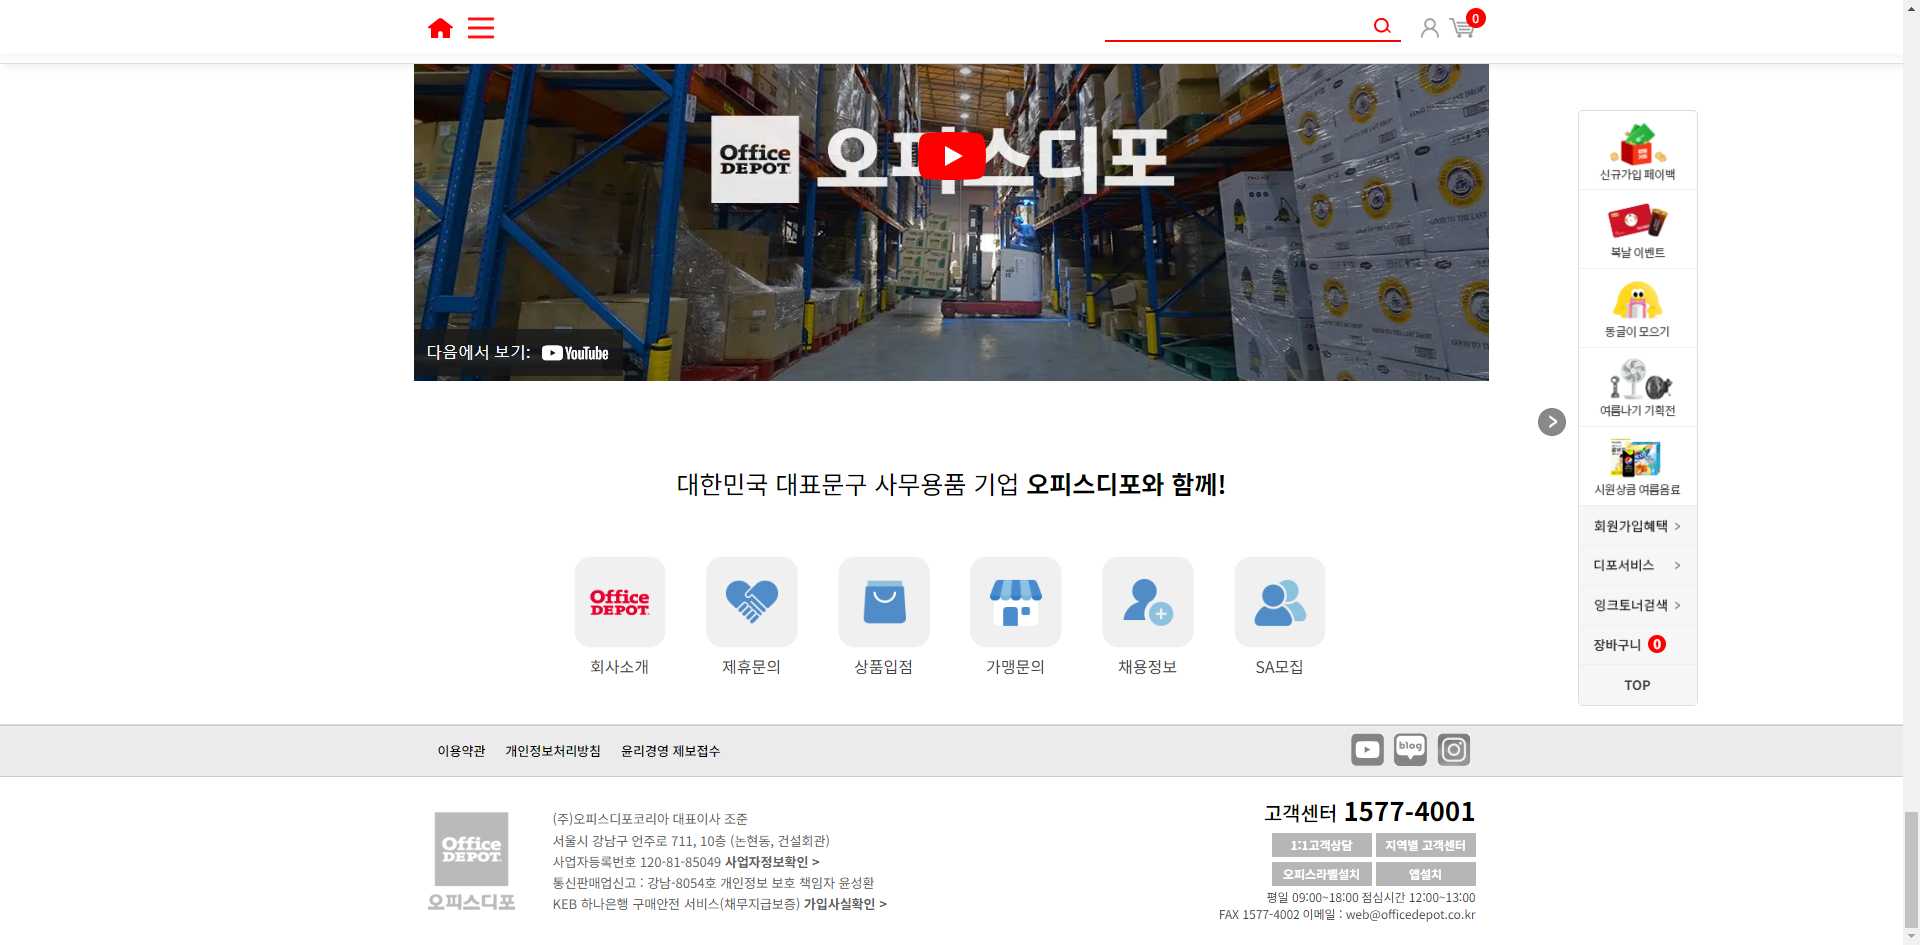 0
Office DEPOT 오피스디포
다음에서 보기: YouTube
대한민국 대표문구 사무용품 기업 오피스디포와 함께!
Office DEPOT
회사소개
제휴문의
상품입점
가맹문의
채용정보
SA모집
신규가입 페이백
복날 이벤트
동글이 모으기
여름나기 기획전
시원상큼 여름음료
회원가입혜택 >
디포서비스 >
잉크토너검색 >
장바구니 0
TOP
이용약관 개인정보처리방침 윤리경영 제보접수
blog
Office DEPOT
오피스디포
(주)오피스디포코리아 대표이사 조준
서울시 강남구 언주로 711, 10층 (논현동, 건설회관)
사업자등록번호 120-81-85049 사업자정보확인 >
통신판매업신고 : 강남-8054호 개인정보 보호 책임자 윤성환
KEB 하나은행 구매안전 서비스(채무지급보증) 가입사실확인 >
고객센터 1577-4001
1:1고객상담 지역별 고객센터
오피스라벨설치 앱설치
평일 09:00~18:00 점심시간 12:00~13:00
FAX 1577-4002 이메일 : web@officedepot.co.kr